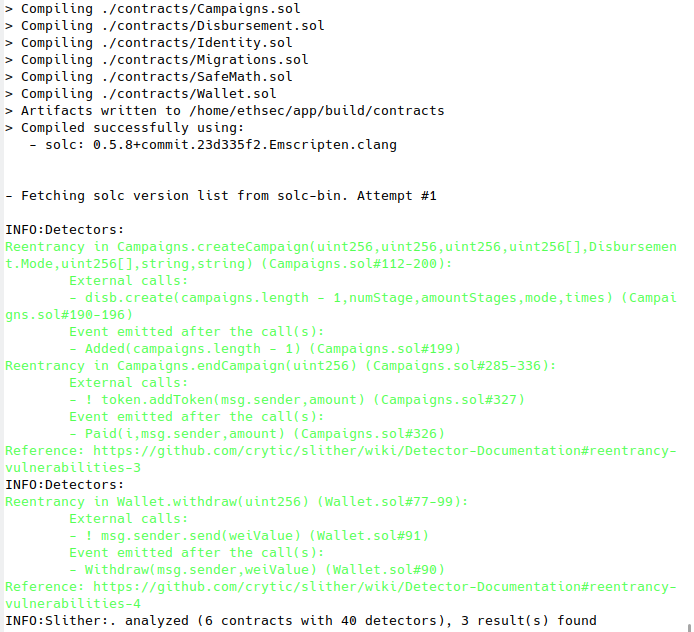 > Compiling ./contracts/Campaigns.sol
> Compiling ./contracts/Disbursement.sol
> Compiling ./contracts/Identity.sol
> Compiling ./contracts/Migrations.sol
> Compiling ./contracts/SafeMath.sol
> Compiling ./contracts/Wallet.sol
> Artifacts written to /home/ethsec/app/build/contracts
> Compiled successfully using:
   - solc: 0.5.8+commit.23d335f2.Emscripten.clang
- Fetching solc version list from solc-bin. Attempt #1
INFO:Detectors:
Reentrancy in Campaigns.createCampaign(uint256,uint256,uint256,uint256[],Disbursemen
t.Mode,uint256[],string,string) (Campaigns.sol#112-200):
        External calls:
        - disb.create(campaigns.length - 1,numStage,amountStages,mode,times) (Campai
gns.sol#190-196)
        Event emitted after the call(s):
        - Added(campaigns.length - 1) (Campaigns.sol#199)
Reentrancy in Campaigns.endCampaign(uint256) (Campaigns.sol#285-336):
        External calls:
        - ! token.addToken(msg.sender,amount) (Campaigns.sol#327)
        Event emitted after the call(s):
        - Paid(i,msg.sender,amount) (Campaigns.sol#326)
Reference: https://github.com/crytic/slither/wiki/Detector-Documentation#reentrancy-
vulnerabilities-3
INFO:Detectors:
Reentrancy in Wallet.withdraw(uint256) (Wallet.sol#77-99):
        External calls:
        - ! msg.sender.send(weiValue) (Wallet.sol#91)
        Event emitted after the call(s):
        - Withdraw(msg.sender,weiValue) (Wallet.sol#90)
Reference: https://github.com/crytic/slither/wiki/Detector-Documentation#reentrancy-
vulnerabilities-4
INFO:Slither:. analyzed (6 contracts with 40 detectors), 3 result(s) found